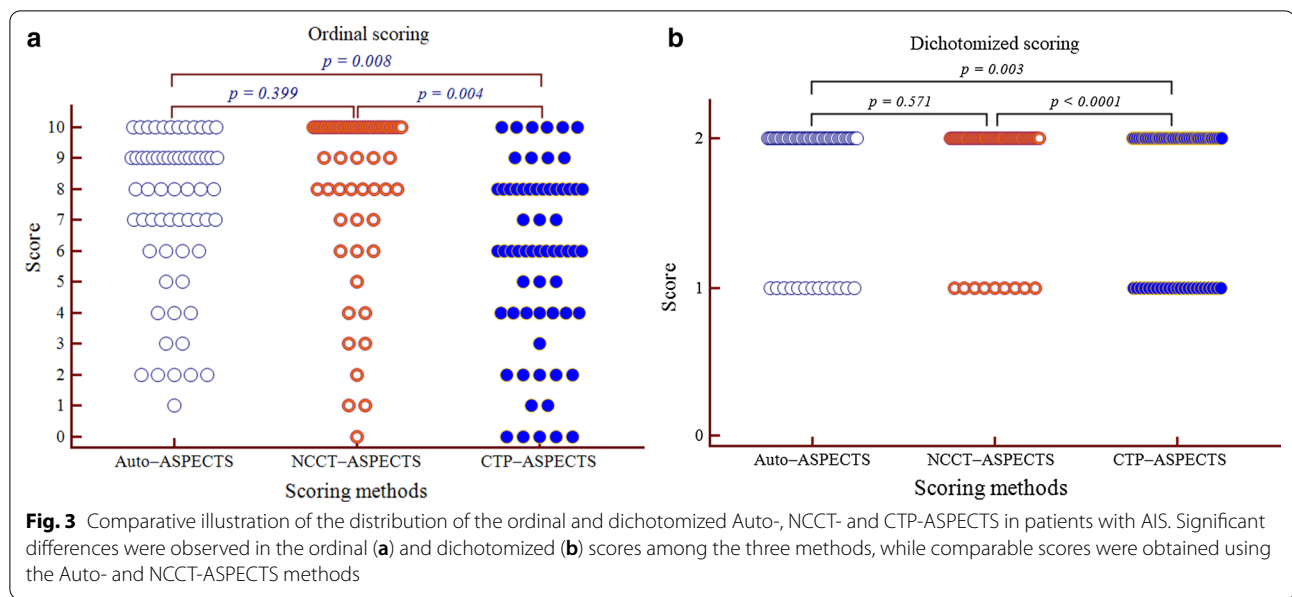 a
Ordinal scoring
p = 0.008
p = 0.399
p = 0.004
10
9
8
7
6
5
4
3
2
1
0
Score
Auto–ASPECTS
NCCT–ASPECTS
CTP–ASPECTS
Scoring methods
b
Dichotomized scoring
p = 0.003
p = 0.571
p < 0.0001
2
1
0
Score
Auto–ASPECTS
NCCT–ASPECTS
CTP–ASPECTS
Scoring methods
Fig. 3 Comparative illustration of the distribution of the ordinal and dichotomized Auto-, NCCT- and CTP-ASPECTS in patients with AIS. Significant
differences were observed in the ordinal (a) and dichotomized (b) scores among the three methods, while comparable scores were obtained using
the Auto- and NCCT-ASPECTS methods